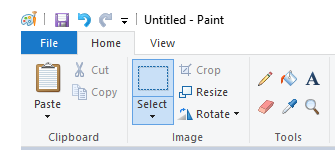 Untitled - Paint
File Home View
Paste
Cut
Copy
Select
Crop
Resize
Rotate
A
Clipboard Image Tools